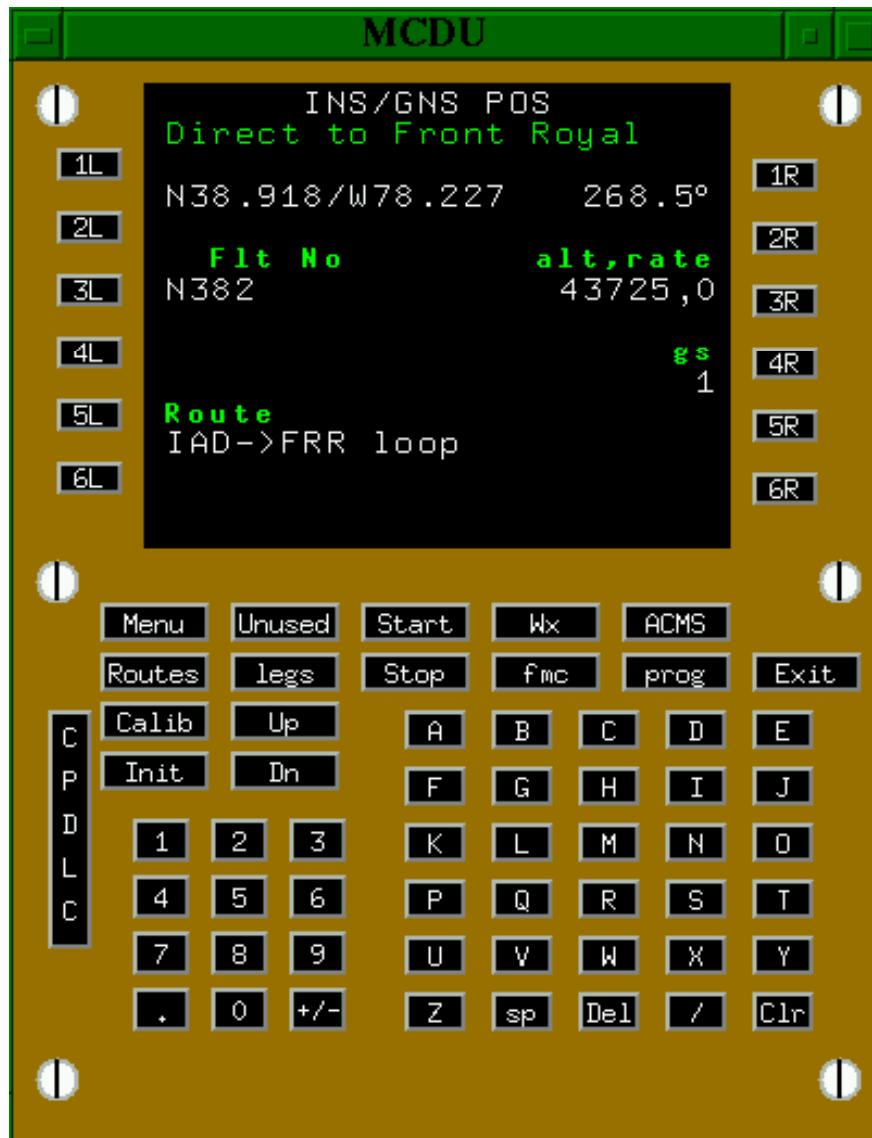 MCDU
INS/GNS POS
Direct to Front Royal
1L
1R
N38.918/W78.227 268.5°
2L
2R
Flt No alt,rate
3L
N382 43725,0
3R
4L
gs
4R
1
5L
Route
5R
IAD->FRR loop
6L
6R
Menu Unused Start Wx ACMS
Routes legs Stop fmc prog Exit
Calib Up
Init Dn
C
P
D
L
C
A B C D E
F G H I J
1 2 3 K L M N O
4 5 6 P Q R S T
7 8 9 U V W X Y
. 0 +/- Z sp Del / Clr